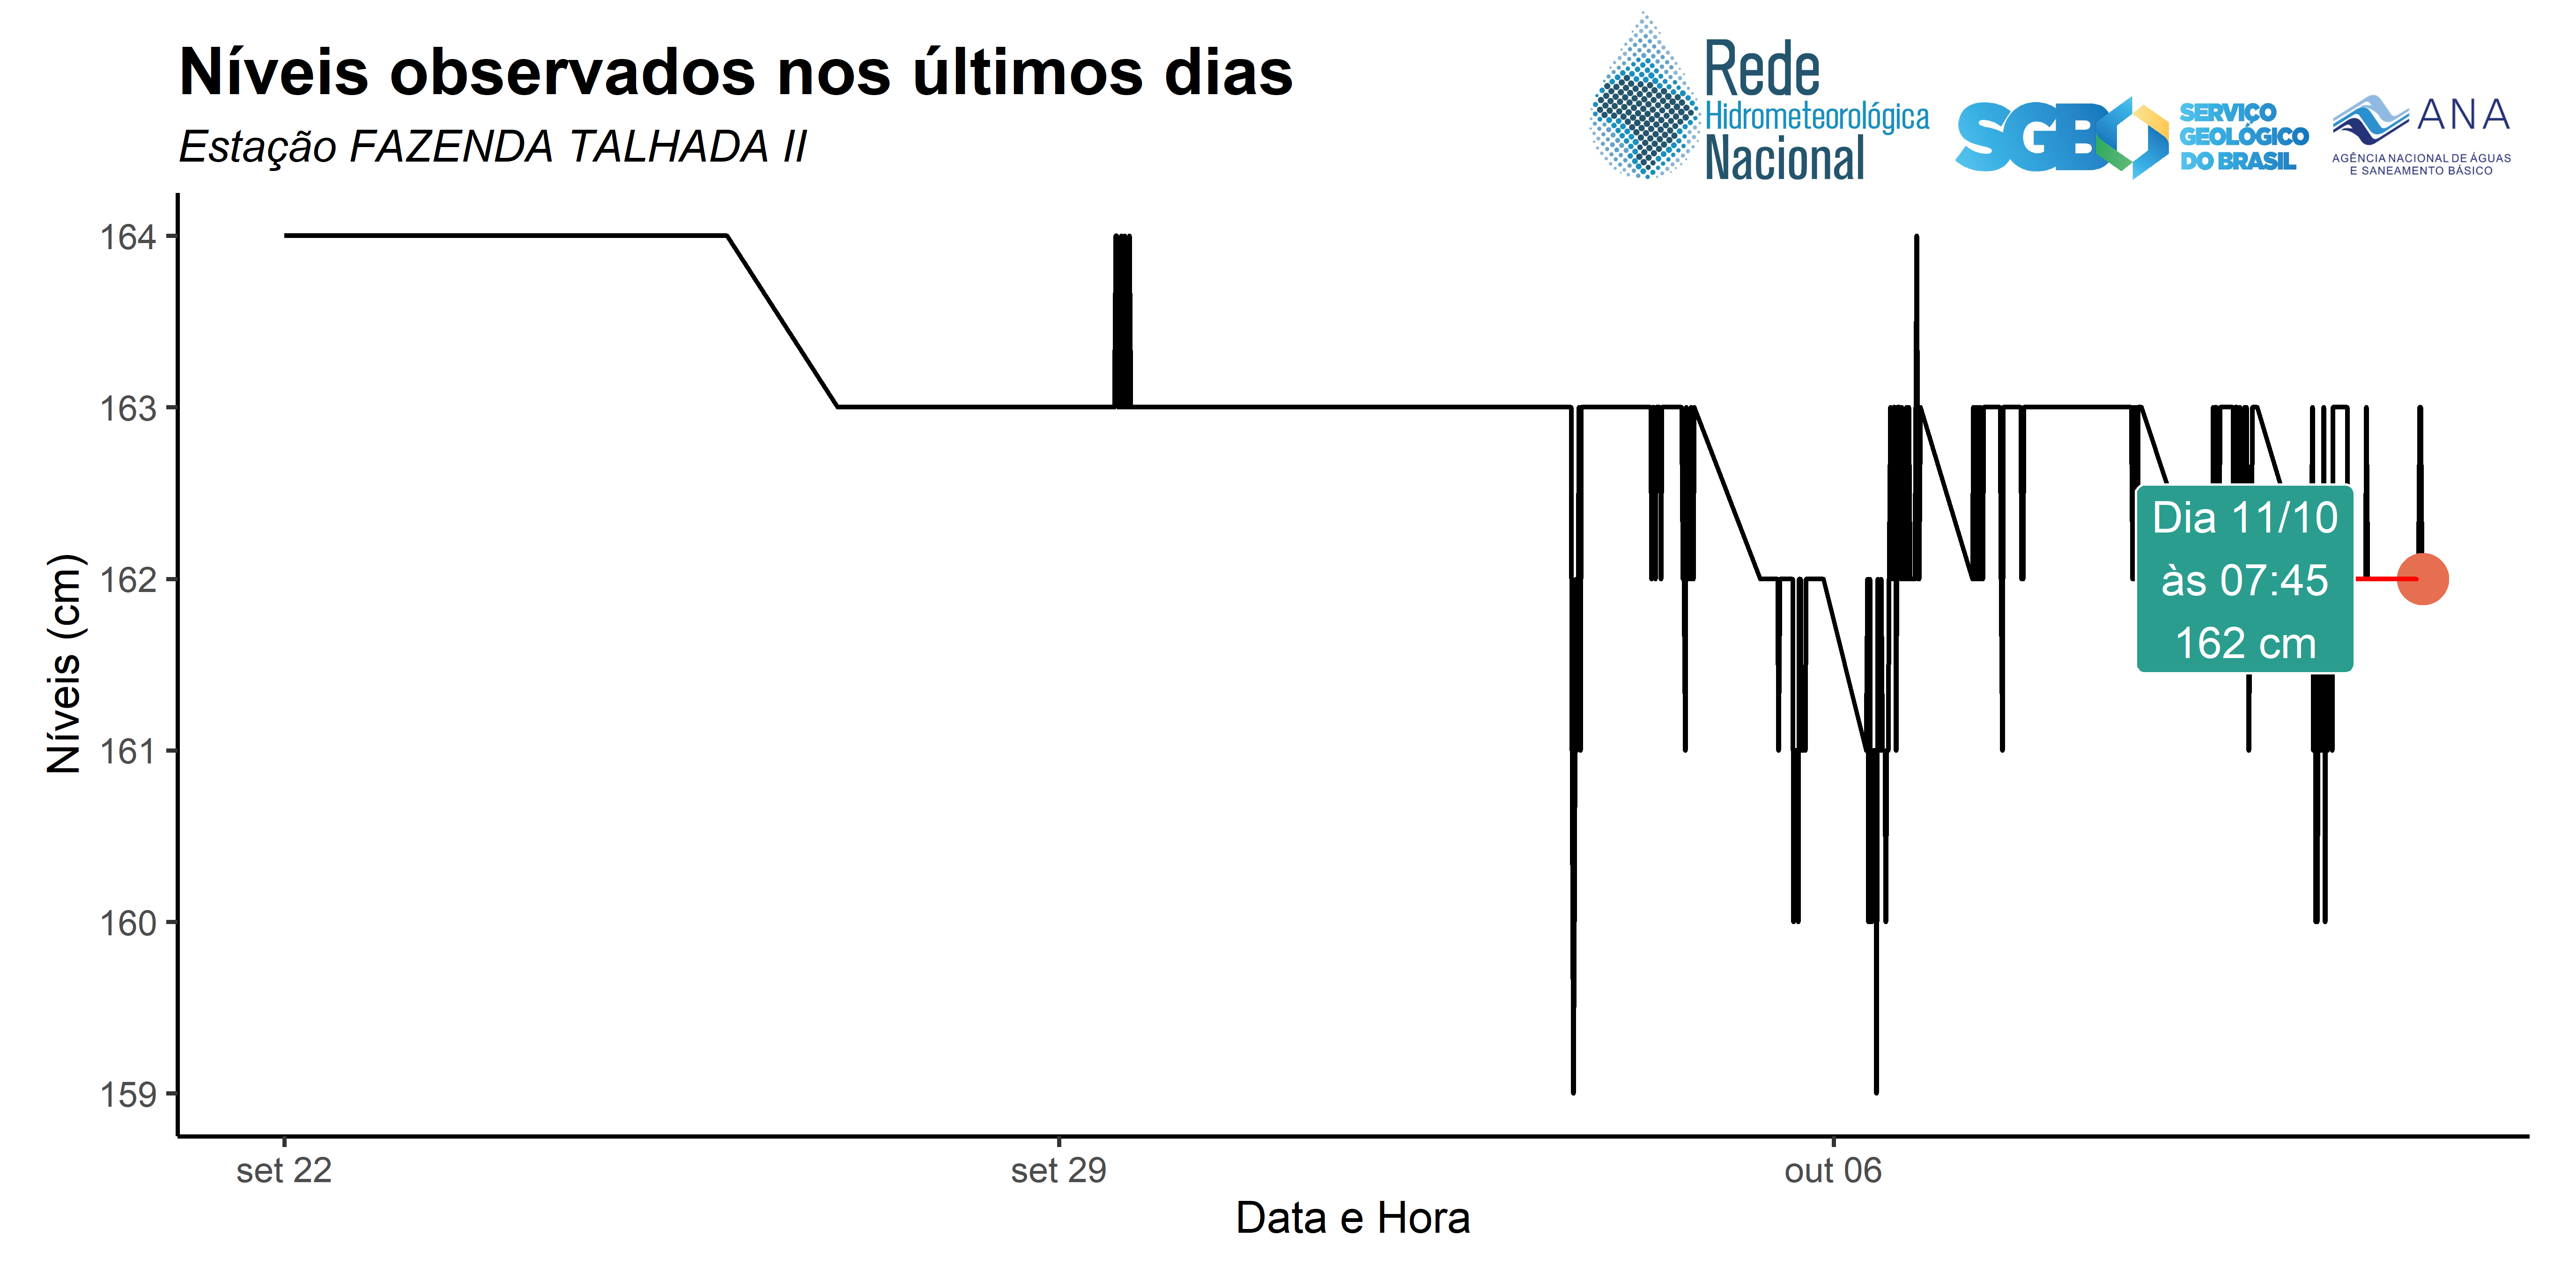 Níveis observados nos últimos dias
Estação FAZENDA TALHADA II
Rede
Hidrometeorológica
Nacional
SGB
SERVIÇO
GEOLÓGICO
DO BRASIL
ANA
AGÊNCIA NACIONAL DE ÁGUAS
E SANEAMENTO BÁSICO
164
163
162
161
160
159
Níveis (cm)
Dia 11/10
às 07:45
162 cm
set 22
set 29
out 06
Data e Hora